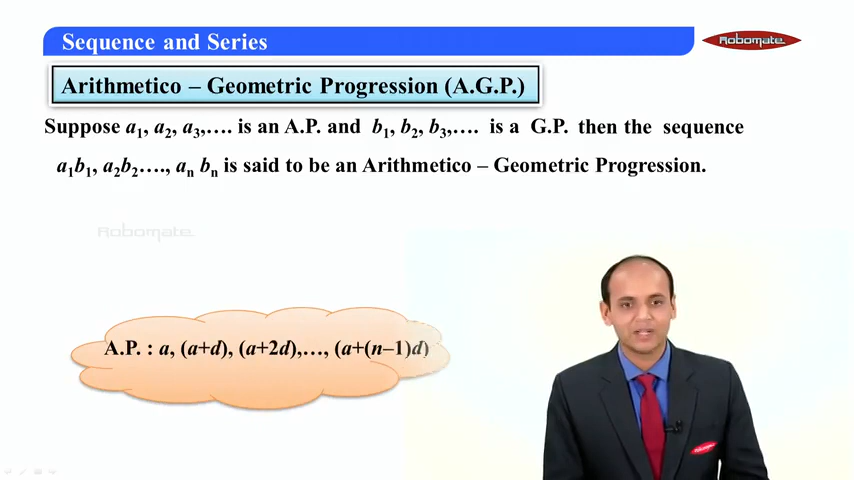 Sequence and Series
Robomate
Arithmetico – Geometric Progression (A.G.P.)
Suppose a₁, a₂, a₃,…. is an A.P. and b₁, b₂, b₃,…. is a G.P. then the sequence
a₁b₁, a₂b₂…., aₙ bₙ is said to be an Arithmetico – Geometric Progression.
Robomate
A.P. : a, (a+d), (a+2d),…, (a+(n–1)d)
Robomate